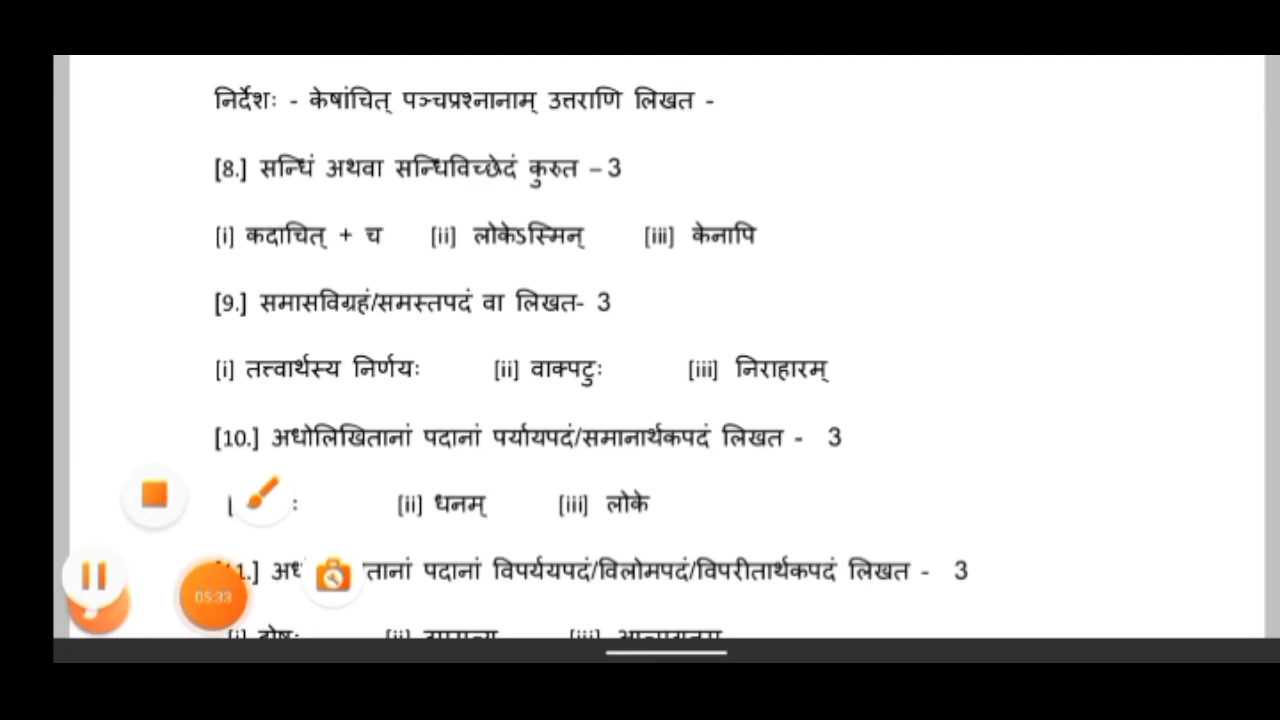 निर्देशः - केषांचित् पञ्चप्रश्नानाम् उत्तराणि लिखत -
[8.] सन्धिं अथवा सन्धिविच्छेदं कुरुत – 3
[i] कदाचित् + च [ii] लोकेऽस्मिन् [iii] केनापि
[9.] समासविग्रहं/समस्तपदं वा लिखत- 3
[i] तत्त्वार्थस्य निर्णयः [ii] वाक्पटुः [iii] निराहारम्
[10.] अधोलिखितानां पदानां पर्यायपदं/समानार्थकपदं लिखत - 3
[ii] धनम् [iii] लोके
पदानां विपर्ययपदं/विलोमपदं/विपरीतार्थकपदं लिखत - 3
05:33